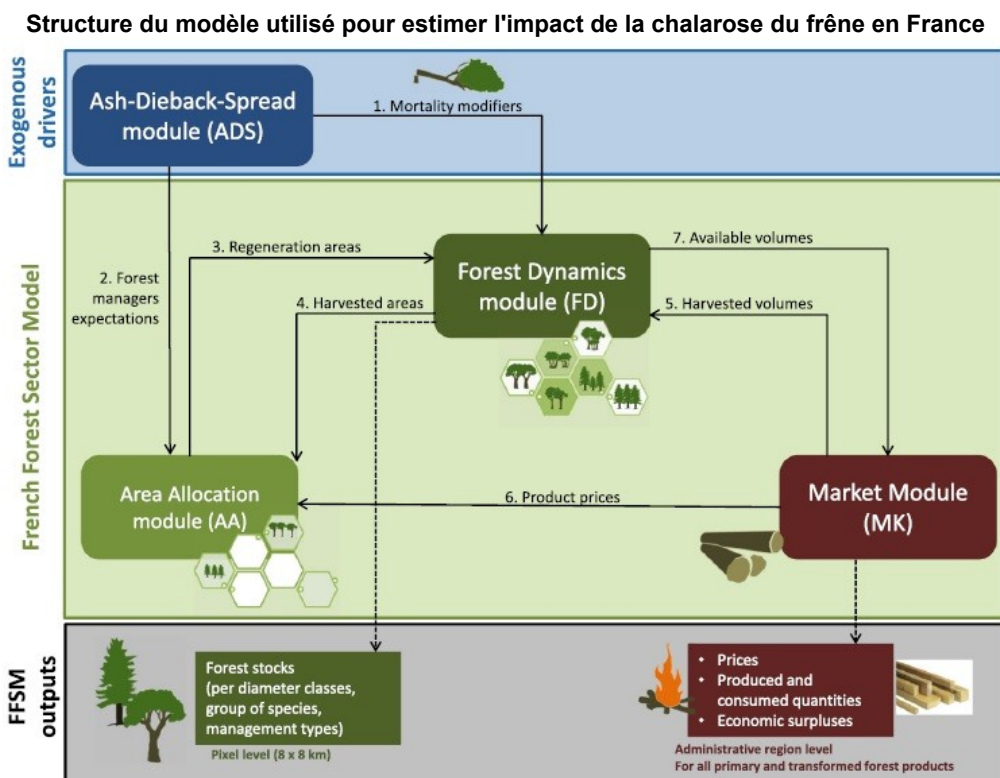 Structure du modèle utilisé pour estimer l'impact de la chalarose du frêne en France
Exogenous
drivers
Ash-Dieback-Spread
module (ADS)
1. Mortality modifiers
French Forest Sector Model
2. Forest
managers
expectations
3. Regeneration areas
4. Harvested areas
Forest Dynamics
module (FD)
7. Available volumes
5. Harvested volumes
Area Allocation
module (AA)
6. Product prices
Market Module
(MK)
FFSM
outputs
Forest stocks
(per diameter classes,
group of species,
management types)
Pixel level (8 x 8 km)
• Prices
• Produced and
consumed quantities
• Economic surpluses
Administrative region level
For all primary and transformed forest products